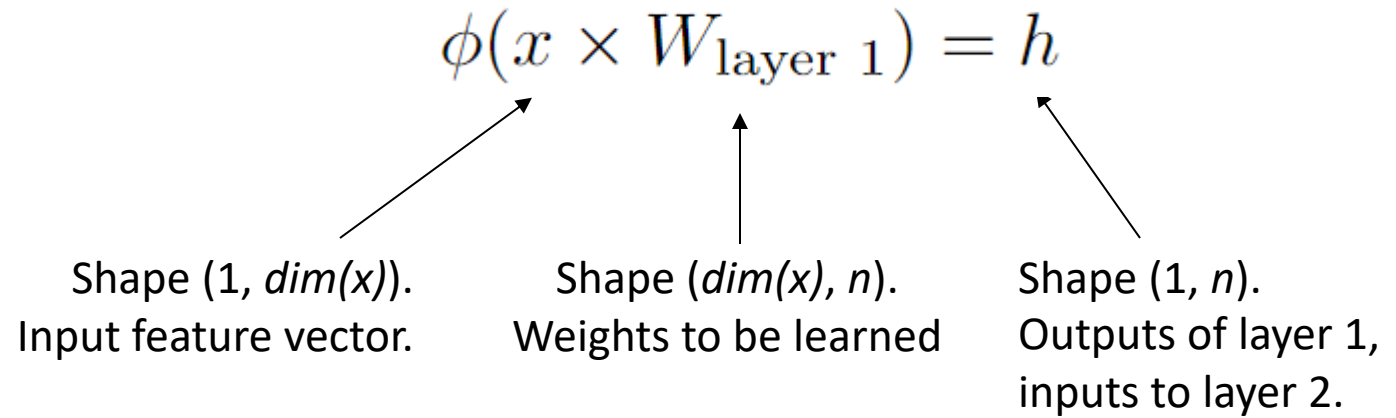 ϕ(x × W_layer 1) = h
Shape (1, dim(x)).
Input feature vector.
Shape (dim(x), n).
Weights to be learned
Shape (1, n).
Outputs of layer 1,
inputs to layer 2.